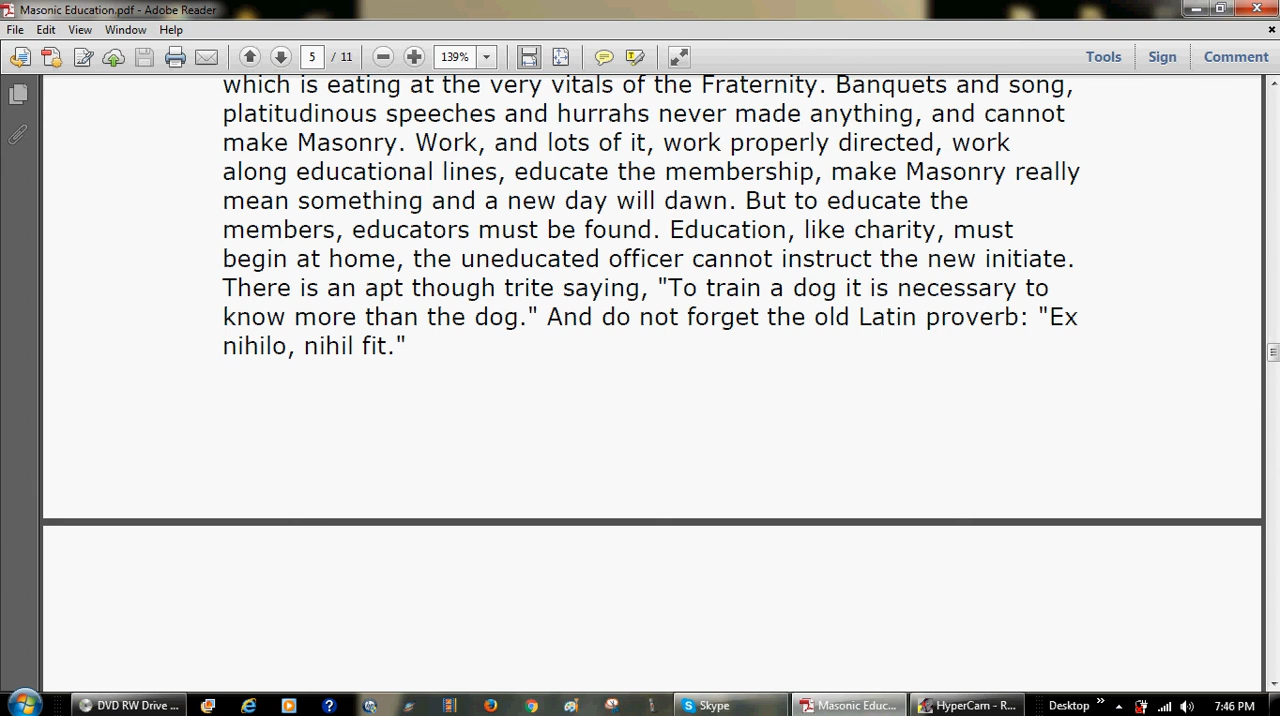 Masonic Education.pdf - Adobe Reader
File Edit View Window Help
5 / 11 139% Tools Sign Comment
which is eating at the very vitals of the Fraternity. Banquets and song,
platitudinous speeches and hurrahs never made anything, and cannot
make Masonry. Work, and lots of it, work properly directed, work
along educational lines, educate the membership, make Masonry really
mean something and a new day will dawn. But to educate the
members, educators must be found. Education, like charity, must
begin at home, the uneducated officer cannot instruct the new initiate.
There is an apt though trite saying, "To train a dog it is necessary to
know more than the dog." And do not forget the old Latin proverb: "Ex
nihilo, nihil fit."
DVD RW Drive ... Skype Masonic Educ... HyperCam - R... Desktop » 7:46 PM